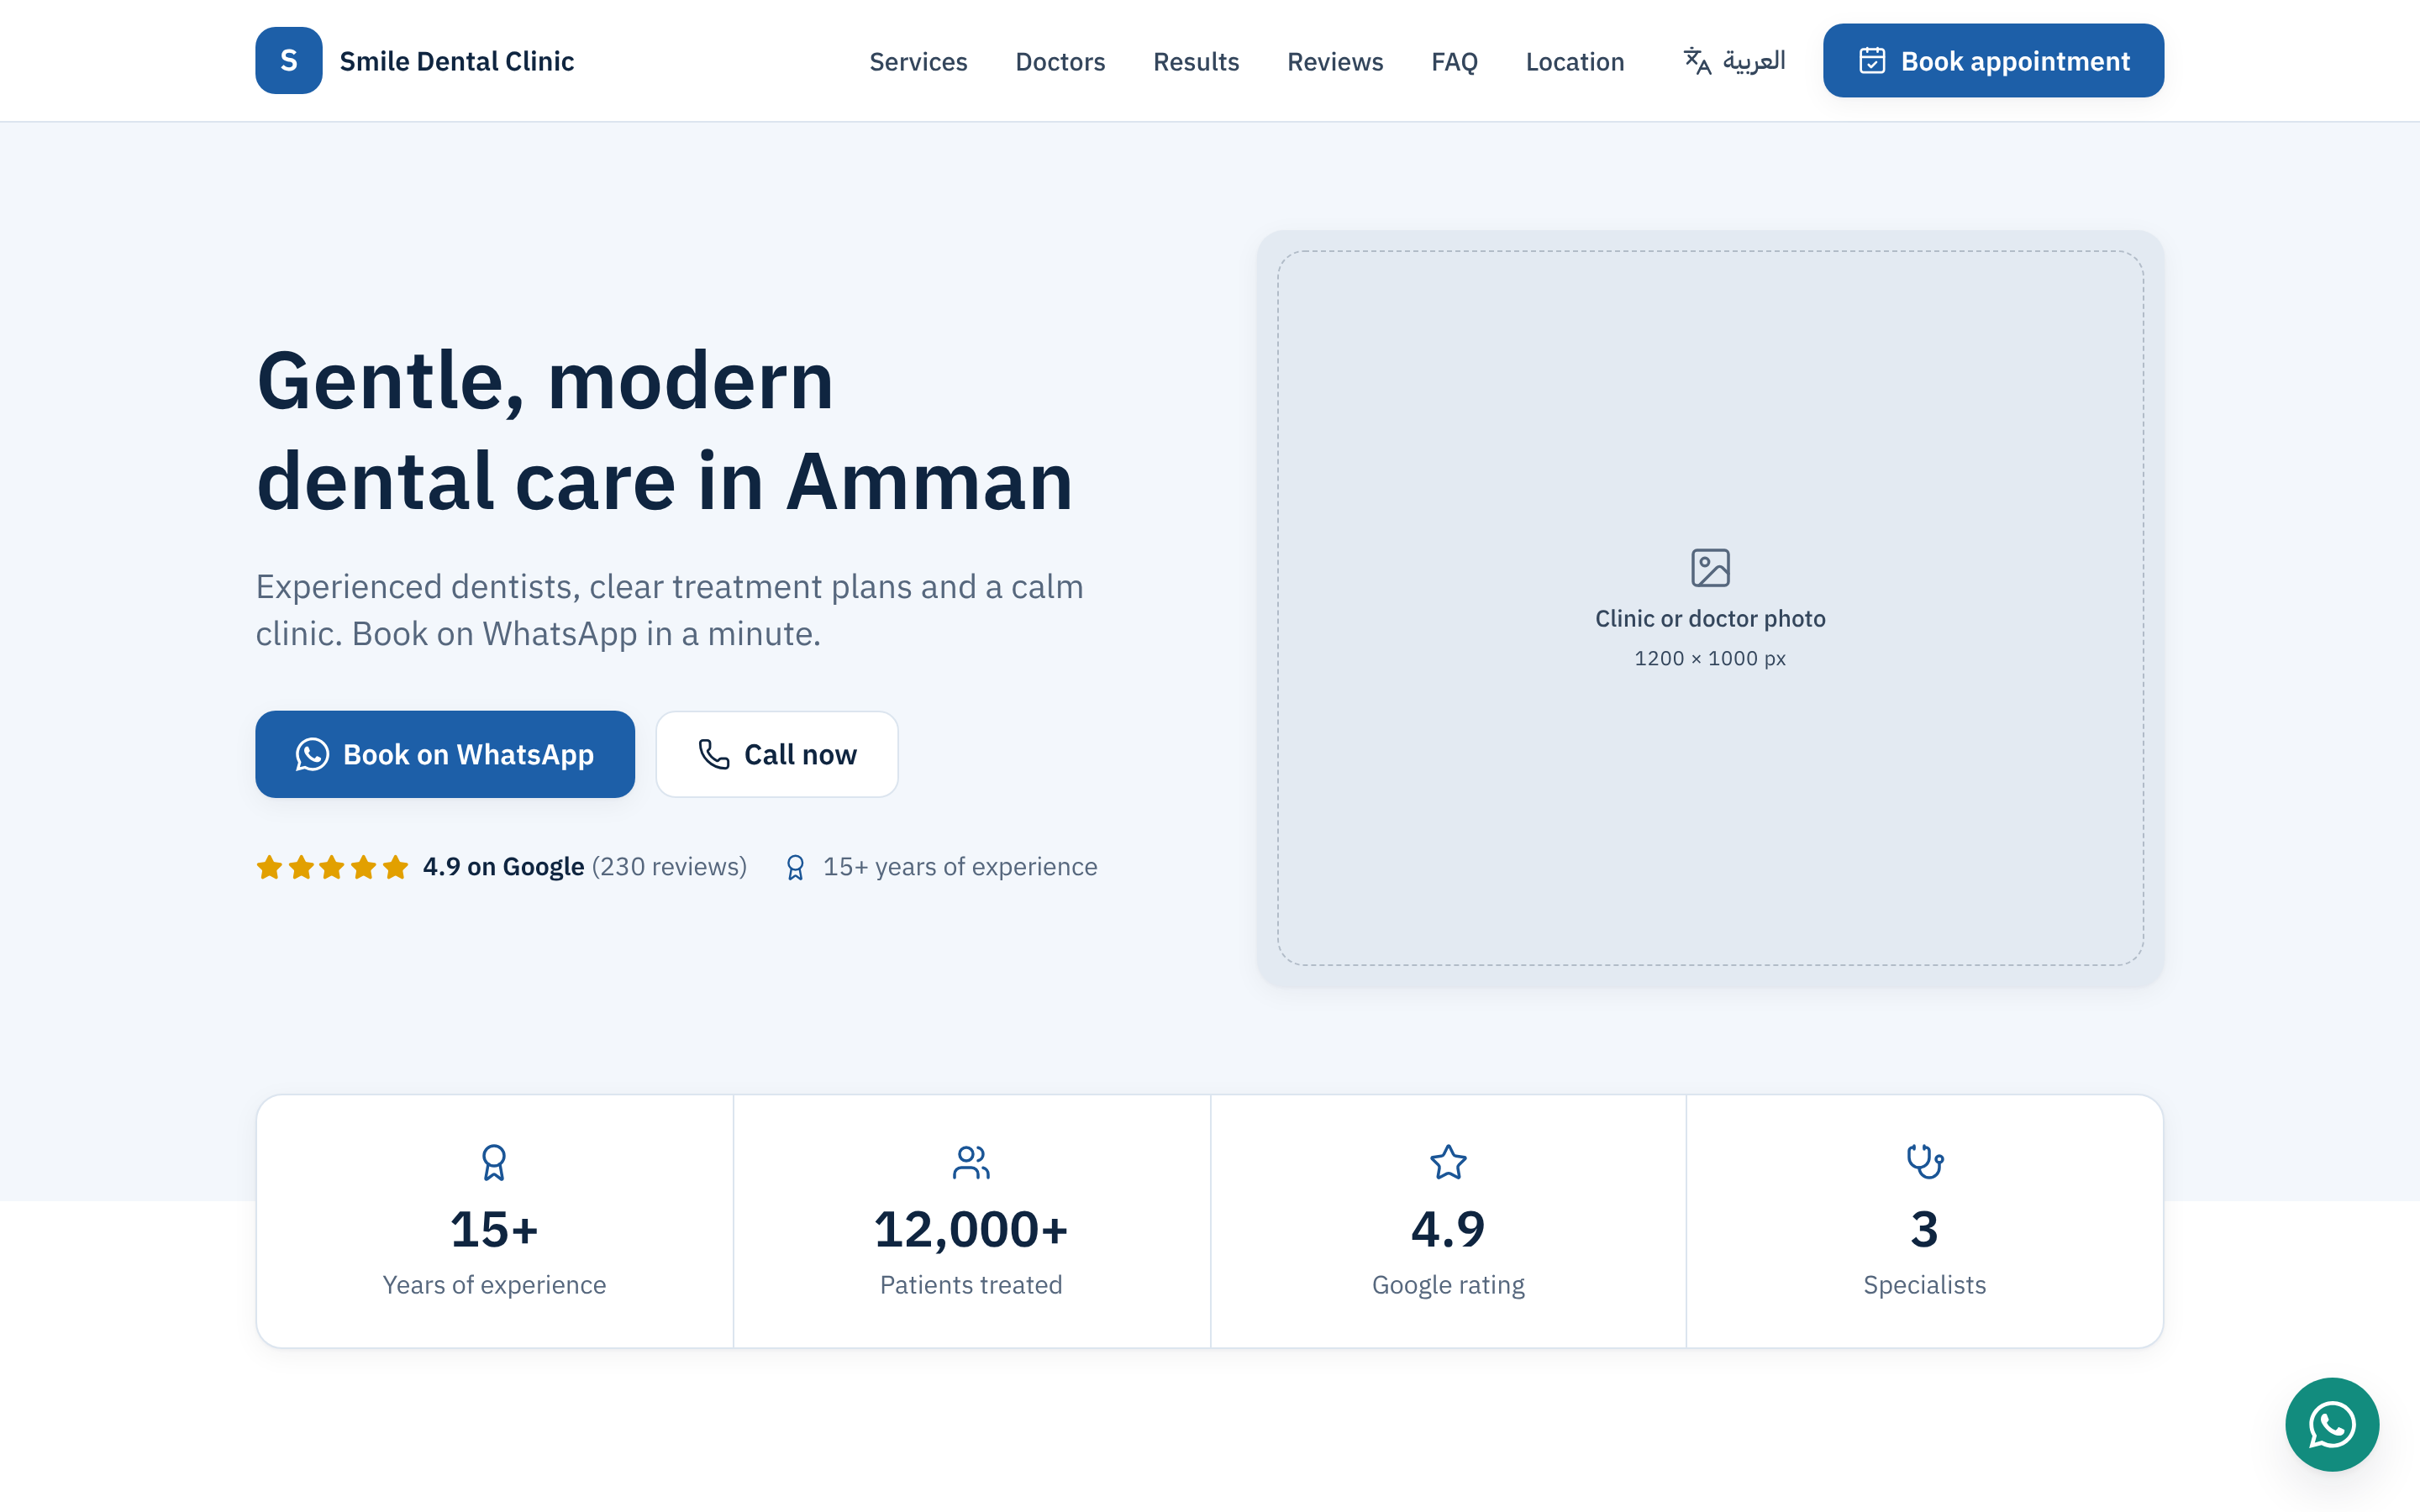 S
Smile Dental Clinic
Services
Doctors
Results
Reviews
FAQ
Location
العربية
Book appointment
Gentle, modern
dental care in Amman
Experienced dentists, clear treatment plans and a calm
clinic. Book on WhatsApp in a minute.
Book on WhatsApp
Call now
4.9 on Google (230 reviews)
15+ years of experience
Clinic or doctor photo
1200 × 1000 px
15+
Years of experience
12,000+
Patients treated
4.9
Google rating
3
Specialists